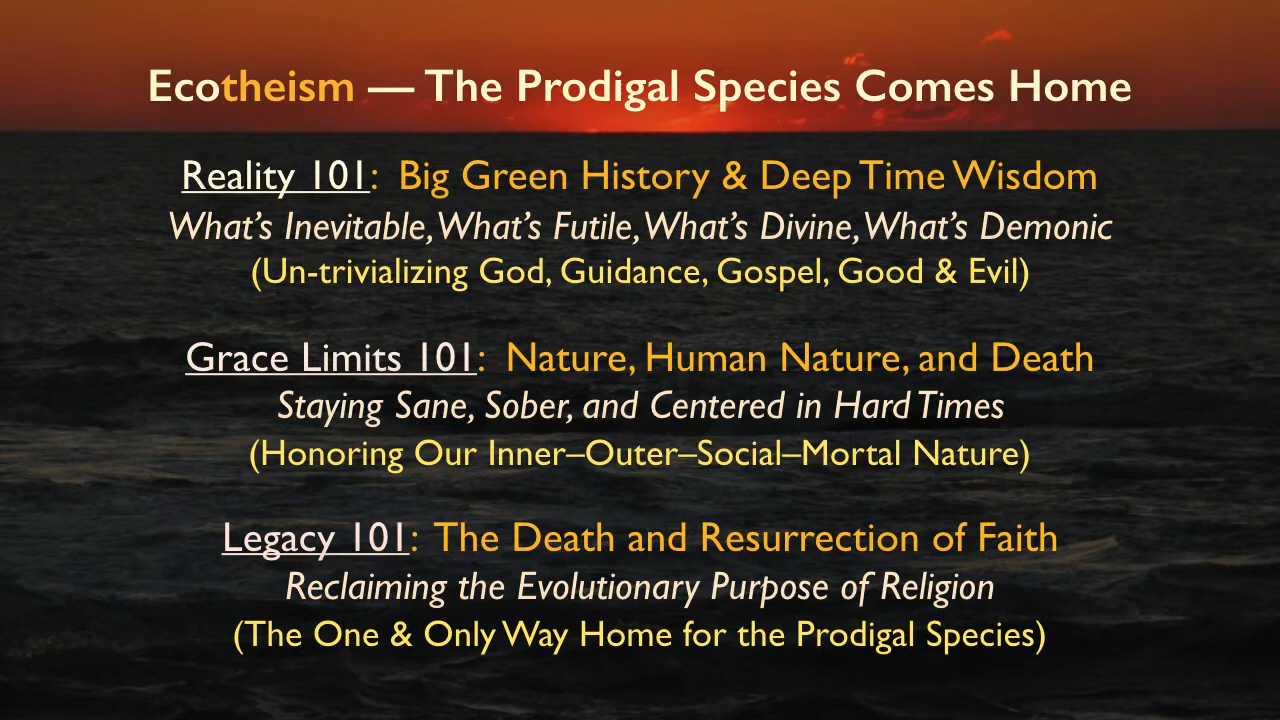 Ecotheism — The Prodigal Species Comes Home
Reality 101: Big Green History & Deep Time Wisdom
What’s Inevitable, What’s Futile, What’s Divine, What’s Demonic
(Un-trivializing God, Guidance, Gospel, Good & Evil)
Grace Limits 101: Nature, Human Nature, and Death
Staying Sane, Sober, and Centered in Hard Times
(Honoring Our Inner–Outer–Social–Mortal Nature)
Legacy 101: The Death and Resurrection of Faith
Reclaiming the Evolutionary Purpose of Religion
(The One & Only Way Home for the Prodigal Species)